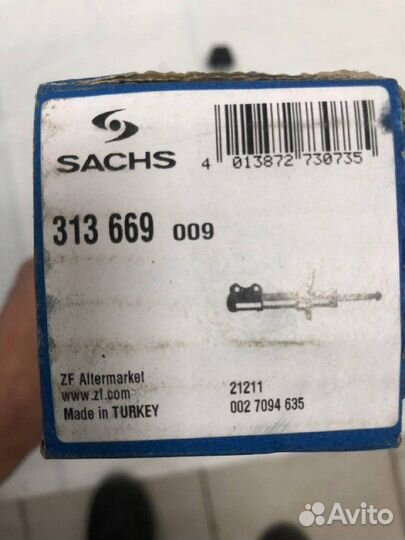 SACHS
4 013872 730735
313 669 009
ZF Aftermarket
www.zf.com
Made in TURKEY
21211
002 7094 635
Avito